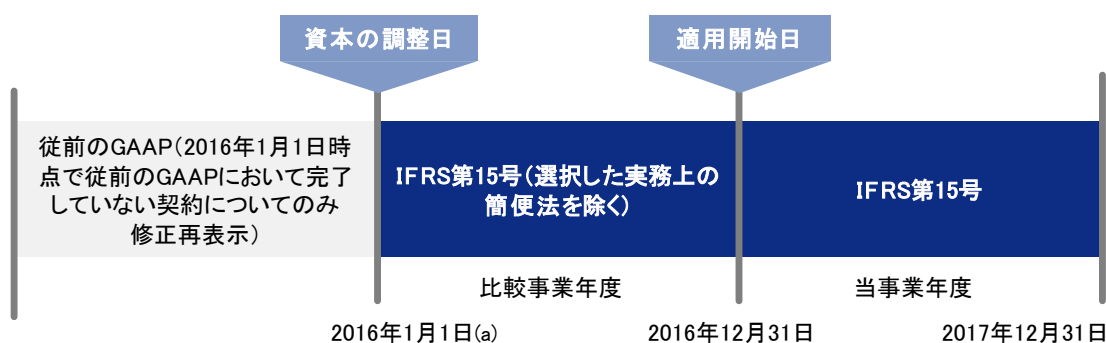 資本の調整日
適用開始日
従前のGAAP(2016年1月1日時
点で従前のGAAPにおいて完了
していない契約についてのみ
修正再表示)
IFRS第15号(選択した実務上の
簡便法を除く)
IFRS第15号
比較事業年度
当事業年度
2016年1月1日(a)
2016年12月31日
2017年12月31日